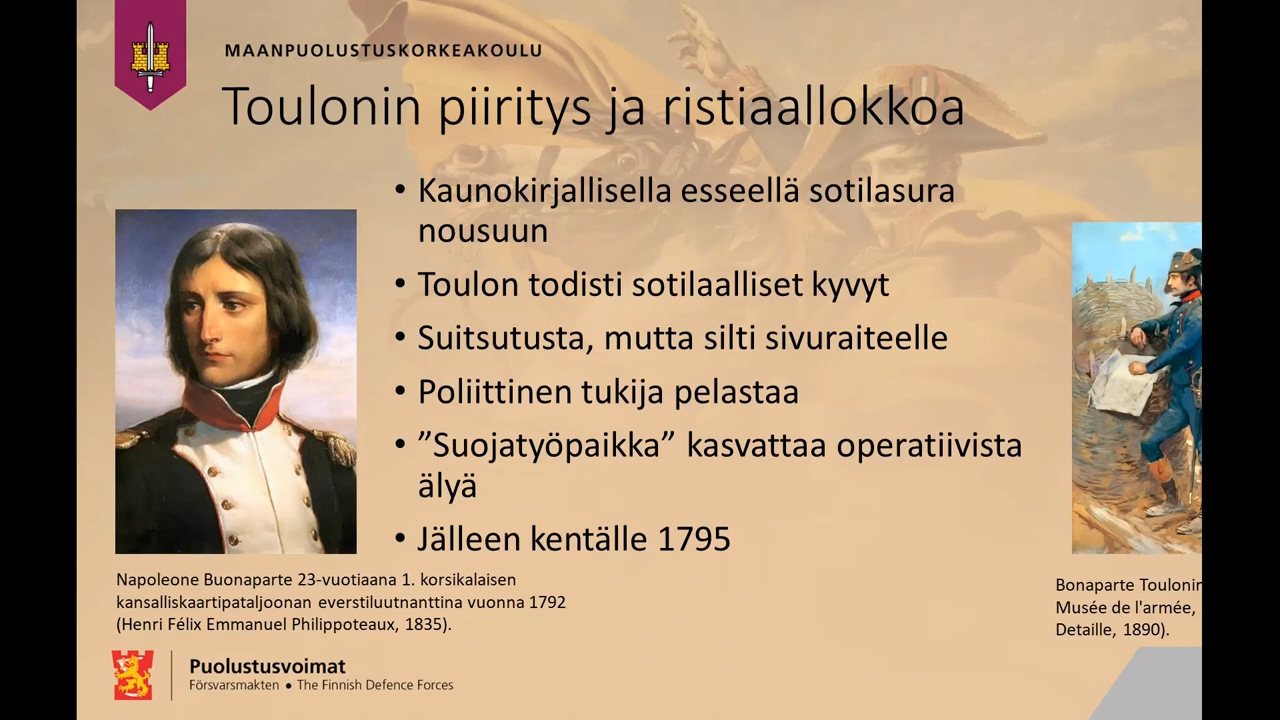 MAANPUOLUSTUSKORKEAKOULU
Toulonin piiritys ja ristiaallokkoa
• Kaunokirjallisella esseellä sotilasura
nousuun
• Toulon todisti sotilaalliset kyvyt
• Suitsutusta, mutta silti sivuraiteelle
• Poliittinen tukija pelastaa
• ”Suojatyöpaikka” kasvattaa operatiivista
älyä
• Jälleen kentälle 1795
Napoleone Buonaparte 23-vuotiaana 1. korsikalaisen
kansalliskaartipataljoonan everstiluutnanttina vuonna 1792
(Henri Félix Emmanuel Philippoteaux, 1835).
Bonaparte Toulonin
Musée de l'armée,
Detaille, 1890).
Puolustusvoimat
Försvarsmakten ● The Finnish Defence Forces